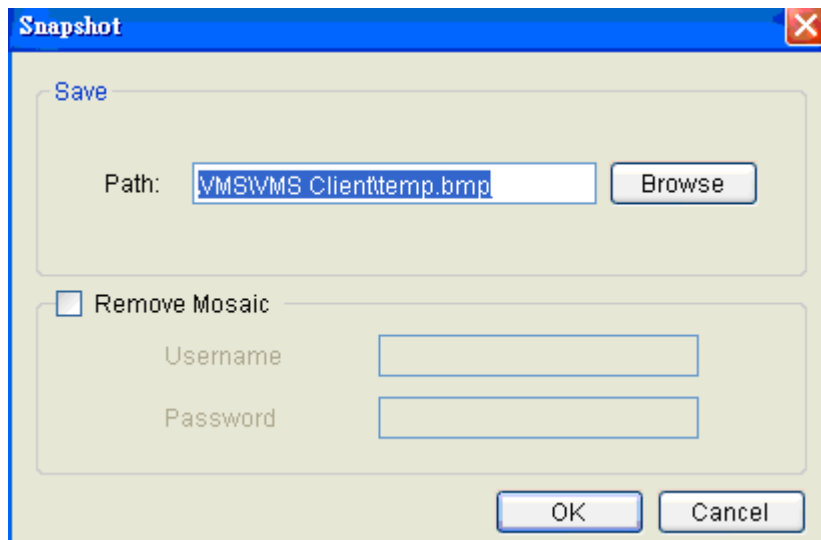 Snapshot
Save
Path: \VMS\VMS Client\temp.bmp Browse
Remove Mosaic
Username
Password
OK Cancel